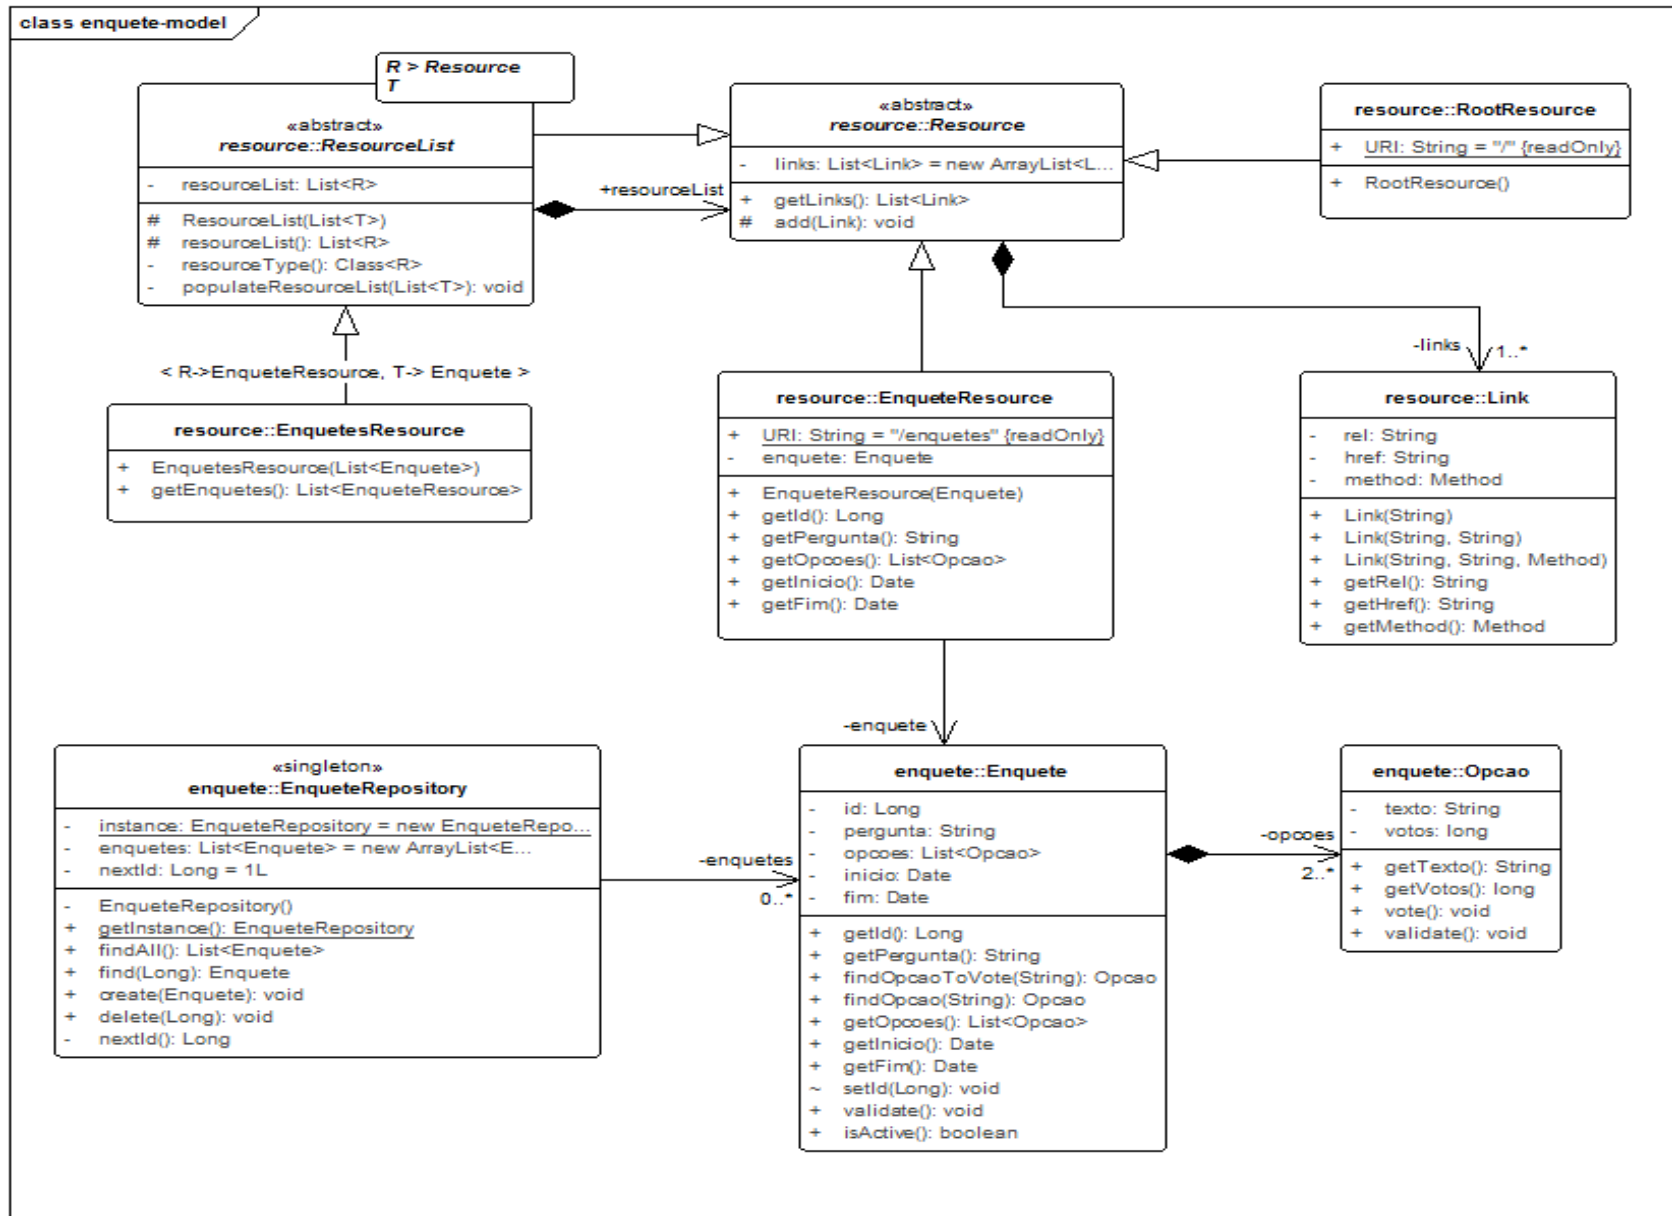 class enquete-model
R > Resource
T
«abstract»
resource::ResourceList
- resourceList: List<R>
# ResourceList(List<T>)
# resourceList(): List<R>
- resourceType(): Class<R>
- populateResourceList(List<T>): void
+resourceList
«abstract»
resource::Resource
- links: List<Link> = new ArrayList<L...
+ getLinks(): List<Link>
# add(Link): void
resource::RootResource
+ URI: String = "/" {readOnly}
+ RootResource()
< R->EnqueteResource, T-> Enquete >
resource::EnquetesResource
+ EnquetesResource(List<Enquete>)
+ getEnquetes(): List<EnqueteResource>
resource::EnqueteResource
+ URI: String = "/enquetes" {readOnly}
- enquete: Enquete
+ EnqueteResource(Enquete)
+ getId(): Long
+ getPergunta(): String
+ getOpcoes(): List<Opcao>
+ getInicio(): Date
+ getFim(): Date
-links
1..*
resource::Link
- rel: String
- href: String
- method: Method
+ Link(String)
+ Link(String, String)
+ Link(String, String, Method)
+ getRel(): String
+ getHref(): String
+ getMethod(): Method
-enquete
«singleton»
enquete::EnqueteRepository
- instance: EnqueteRepository = new EnqueteRepo...
- enquetes: List<Enquete> = new ArrayList<E...
- nextId: Long = 1L
- EnqueteRepository()
+ getInstance(): EnqueteRepository
+ findAll(): List<Enquete>
+ find(Long): Enquete
+ create(Enquete): void
+ delete(Long): void
- nextId(): Long
-enquetes
0..*
enquete::Enquete
- id: Long
- pergunta: String
- opcoes: List<Opcao>
- inicio: Date
- fim: Date
+ getId(): Long
+ getPergunta(): String
+ findOpcaoToVote(String): Opcao
+ findOpcao(String): Opcao
+ getOpcoes(): List<Opcao>
+ getInicio(): Date
+ getFim(): Date
~ setId(Long): void
+ validate(): void
+ isActive(): boolean
-opcoes
2..*
enquete::Opcao
- texto: String
- votos: long
+ getTexto(): String
+ getVotos(): long
+ vote(): void
+ validate(): void